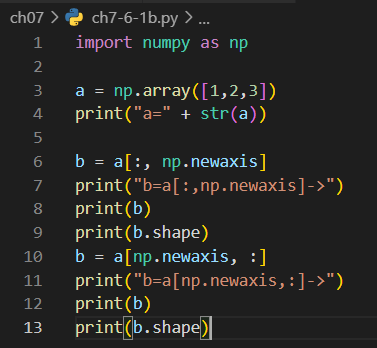 ch07 > ch7-6-1b.py > ...
1 import numpy as np
2
3 a = np.array([1,2,3])
4 print("a=" + str(a))
5
6 b = a[:, np.newaxis]
7 print("b=a[:,np.newaxis]->")
8 print(b)
9 print(b.shape)
10 b = a[np.newaxis, :]
11 print("b=a[np.newaxis,:]->")
12 print(b)
13 print(b.shape)